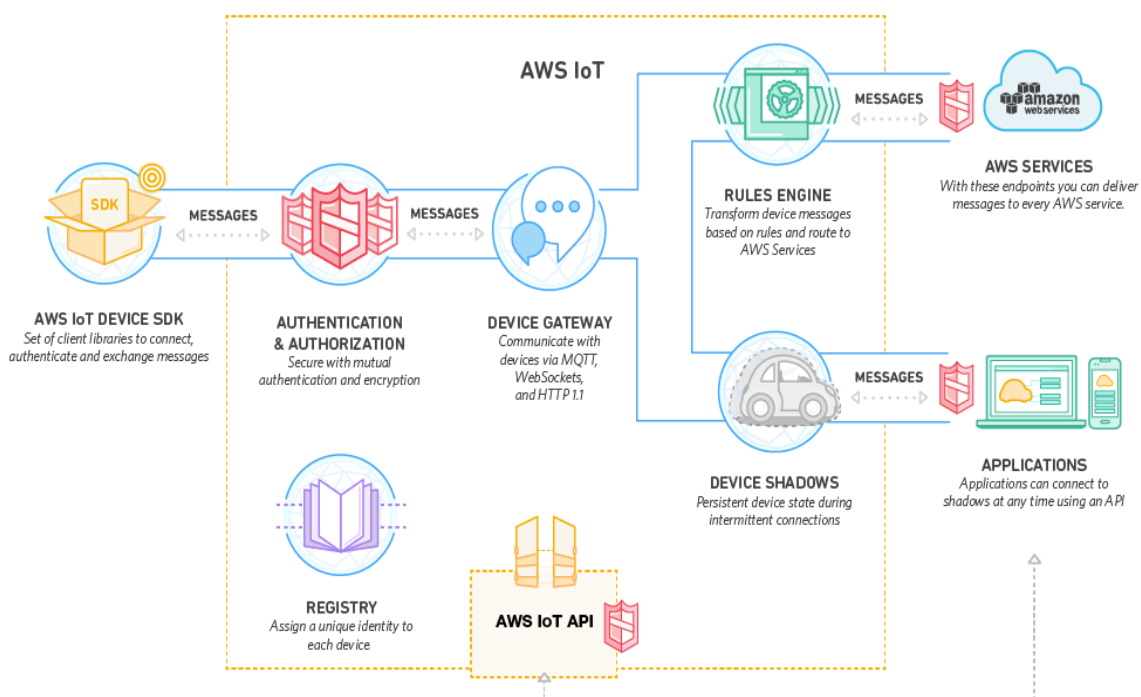 AWS IoT
SDK
MESSAGES
MESSAGES
MESSAGES
amazon
web services
AWS IoT DEVICE SDK
Set of client libraries to connect,
authenticate and exchange messages
AUTHENTICATION
& AUTHORIZATION
Secure with mutual
authentication and encryption
DEVICE GATEWAY
Communicate with
devices via MQTT,
WebSockets,
and HTTP 1.1
RULES ENGINE
Transform device messages
based on rules and route to
AWS Services
AWS SERVICES
With these endpoints you can deliver
messages to every AWS service.
MESSAGES
DEVICE SHADOWS
Persistent device state during
intermittent connections
APPLICATIONS
Applications can connect to
shadows at any time using an API
REGISTRY
Assign a unique identity to
each device
AWS IoT API